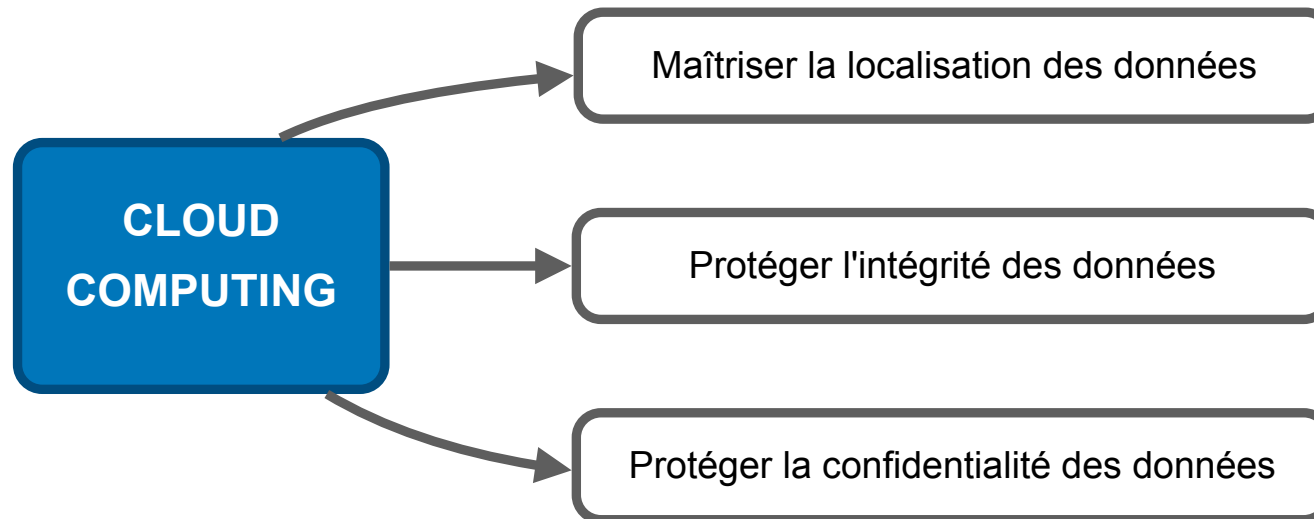 Maîtriser la localisation des données
CLOUD
COMPUTING
Protéger l'intégrité des données
Protéger la confidentialité des données